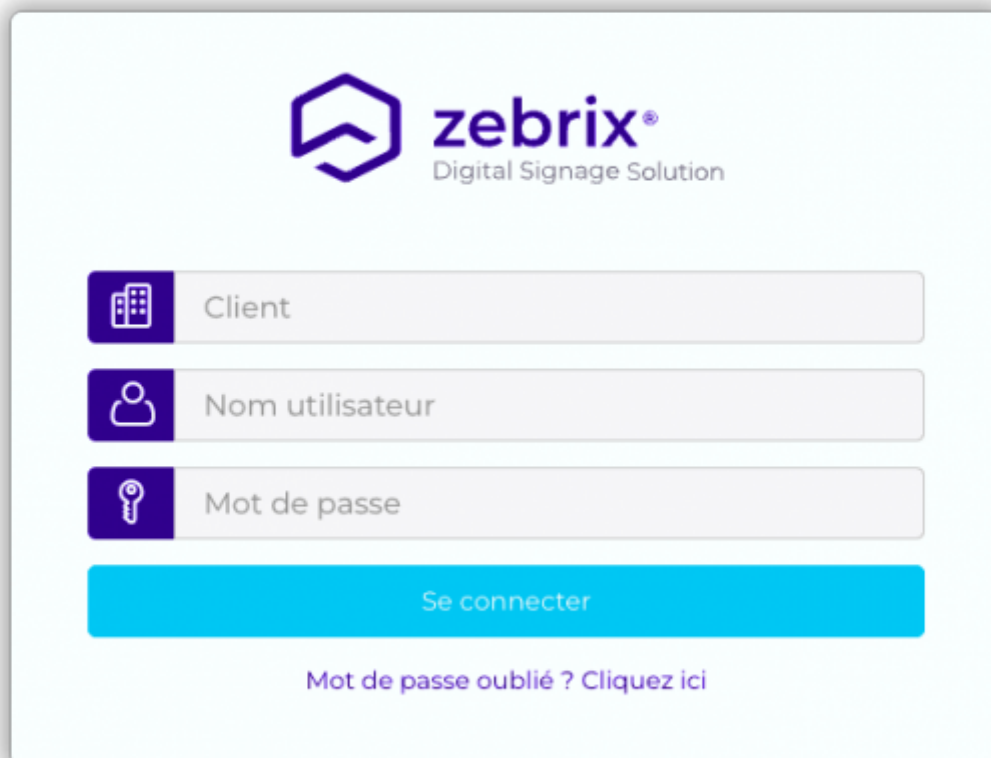 zebrix®
Digital Signage Solution
Client
Nom utilisateur
Mot de passe
Se connecter
Mot de passe oublié ? Cliquez ici